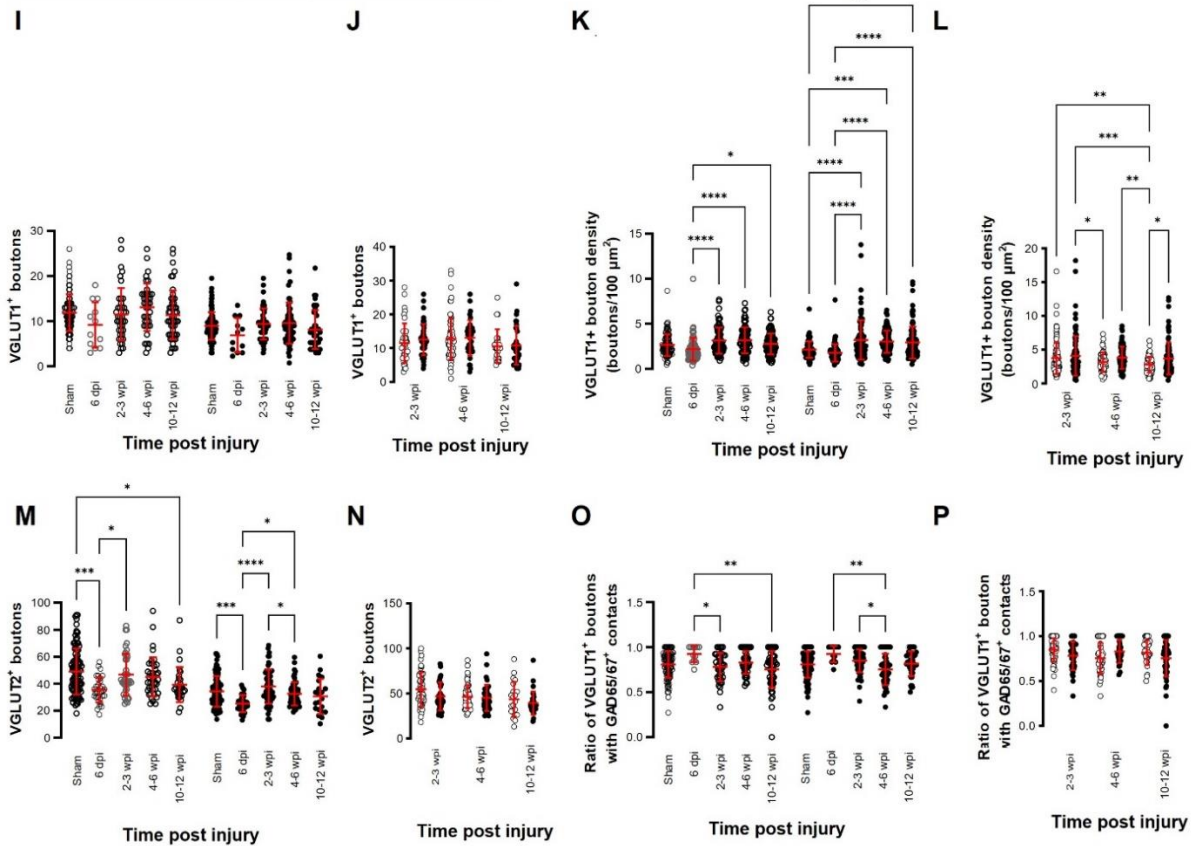 I
VGLUT1⁺ boutons
30
20
10
0
Sham
6 dpi
2-3 wpi
4-6 wpi
10-12 wpi
Sham
6 dpi
2-3 wpi
4-6 wpi
10-12 wpi
Time post injury
J
VGLUT1⁺ boutons
40
30
20
10
0
2-3 wpi
4-6 wpi
10-12 wpi
Time post injury
K
VGLUT1+ bouton density
(boutons/100 µm²)
15
10
5
0
****
****
*
****
****
****
***
****
Sham
6 dpi
2-3 wpi
4-6 wpi
10-12 wpi
Sham
6 dpi
2-3 wpi
4-6 wpi
10-12 wpi
Time post injury
L
VGLUT1+ bouton density
(boutons/100 µm²)
20
15
10
5
0
**
***
**
*
*
2-3 wpi
4-6 wpi
10-12 wpi
Time post injury
M
VGLUT2⁺ boutons
100
80
60
40
20
0
*
*
***
*
****
***
*
Sham
6 dpi
2-3 wpi
4-6 wpi
10-12 wpi
Sham
6 dpi
2-3 wpi
4-6 wpi
10-12 wpi
Time post injury
N
VGLUT2⁺ boutons
150
100
50
0
2-3 wpi
4-6 wpi
10-12 wpi
Time post injury
O
Ratio of VGLUT1⁺ boutons
with GAD65/67⁺ contacts
1.5
1.0
0.5
0.0
**
*
**
*
Sham
6 dpi
2-3 wpi
4-6 wpi
10-12 wpi
Sham
6 dpi
2-3 wpi
4-6 wpi
10-12 wpi
Time post injury
P
Ratio of VGLUT1⁺ bouton
with GAD65/67⁺ contacts
1.5
1.0
0.5
0.0
2-3 wpi
4-6 wpi
10-12 wpi
Time post injury